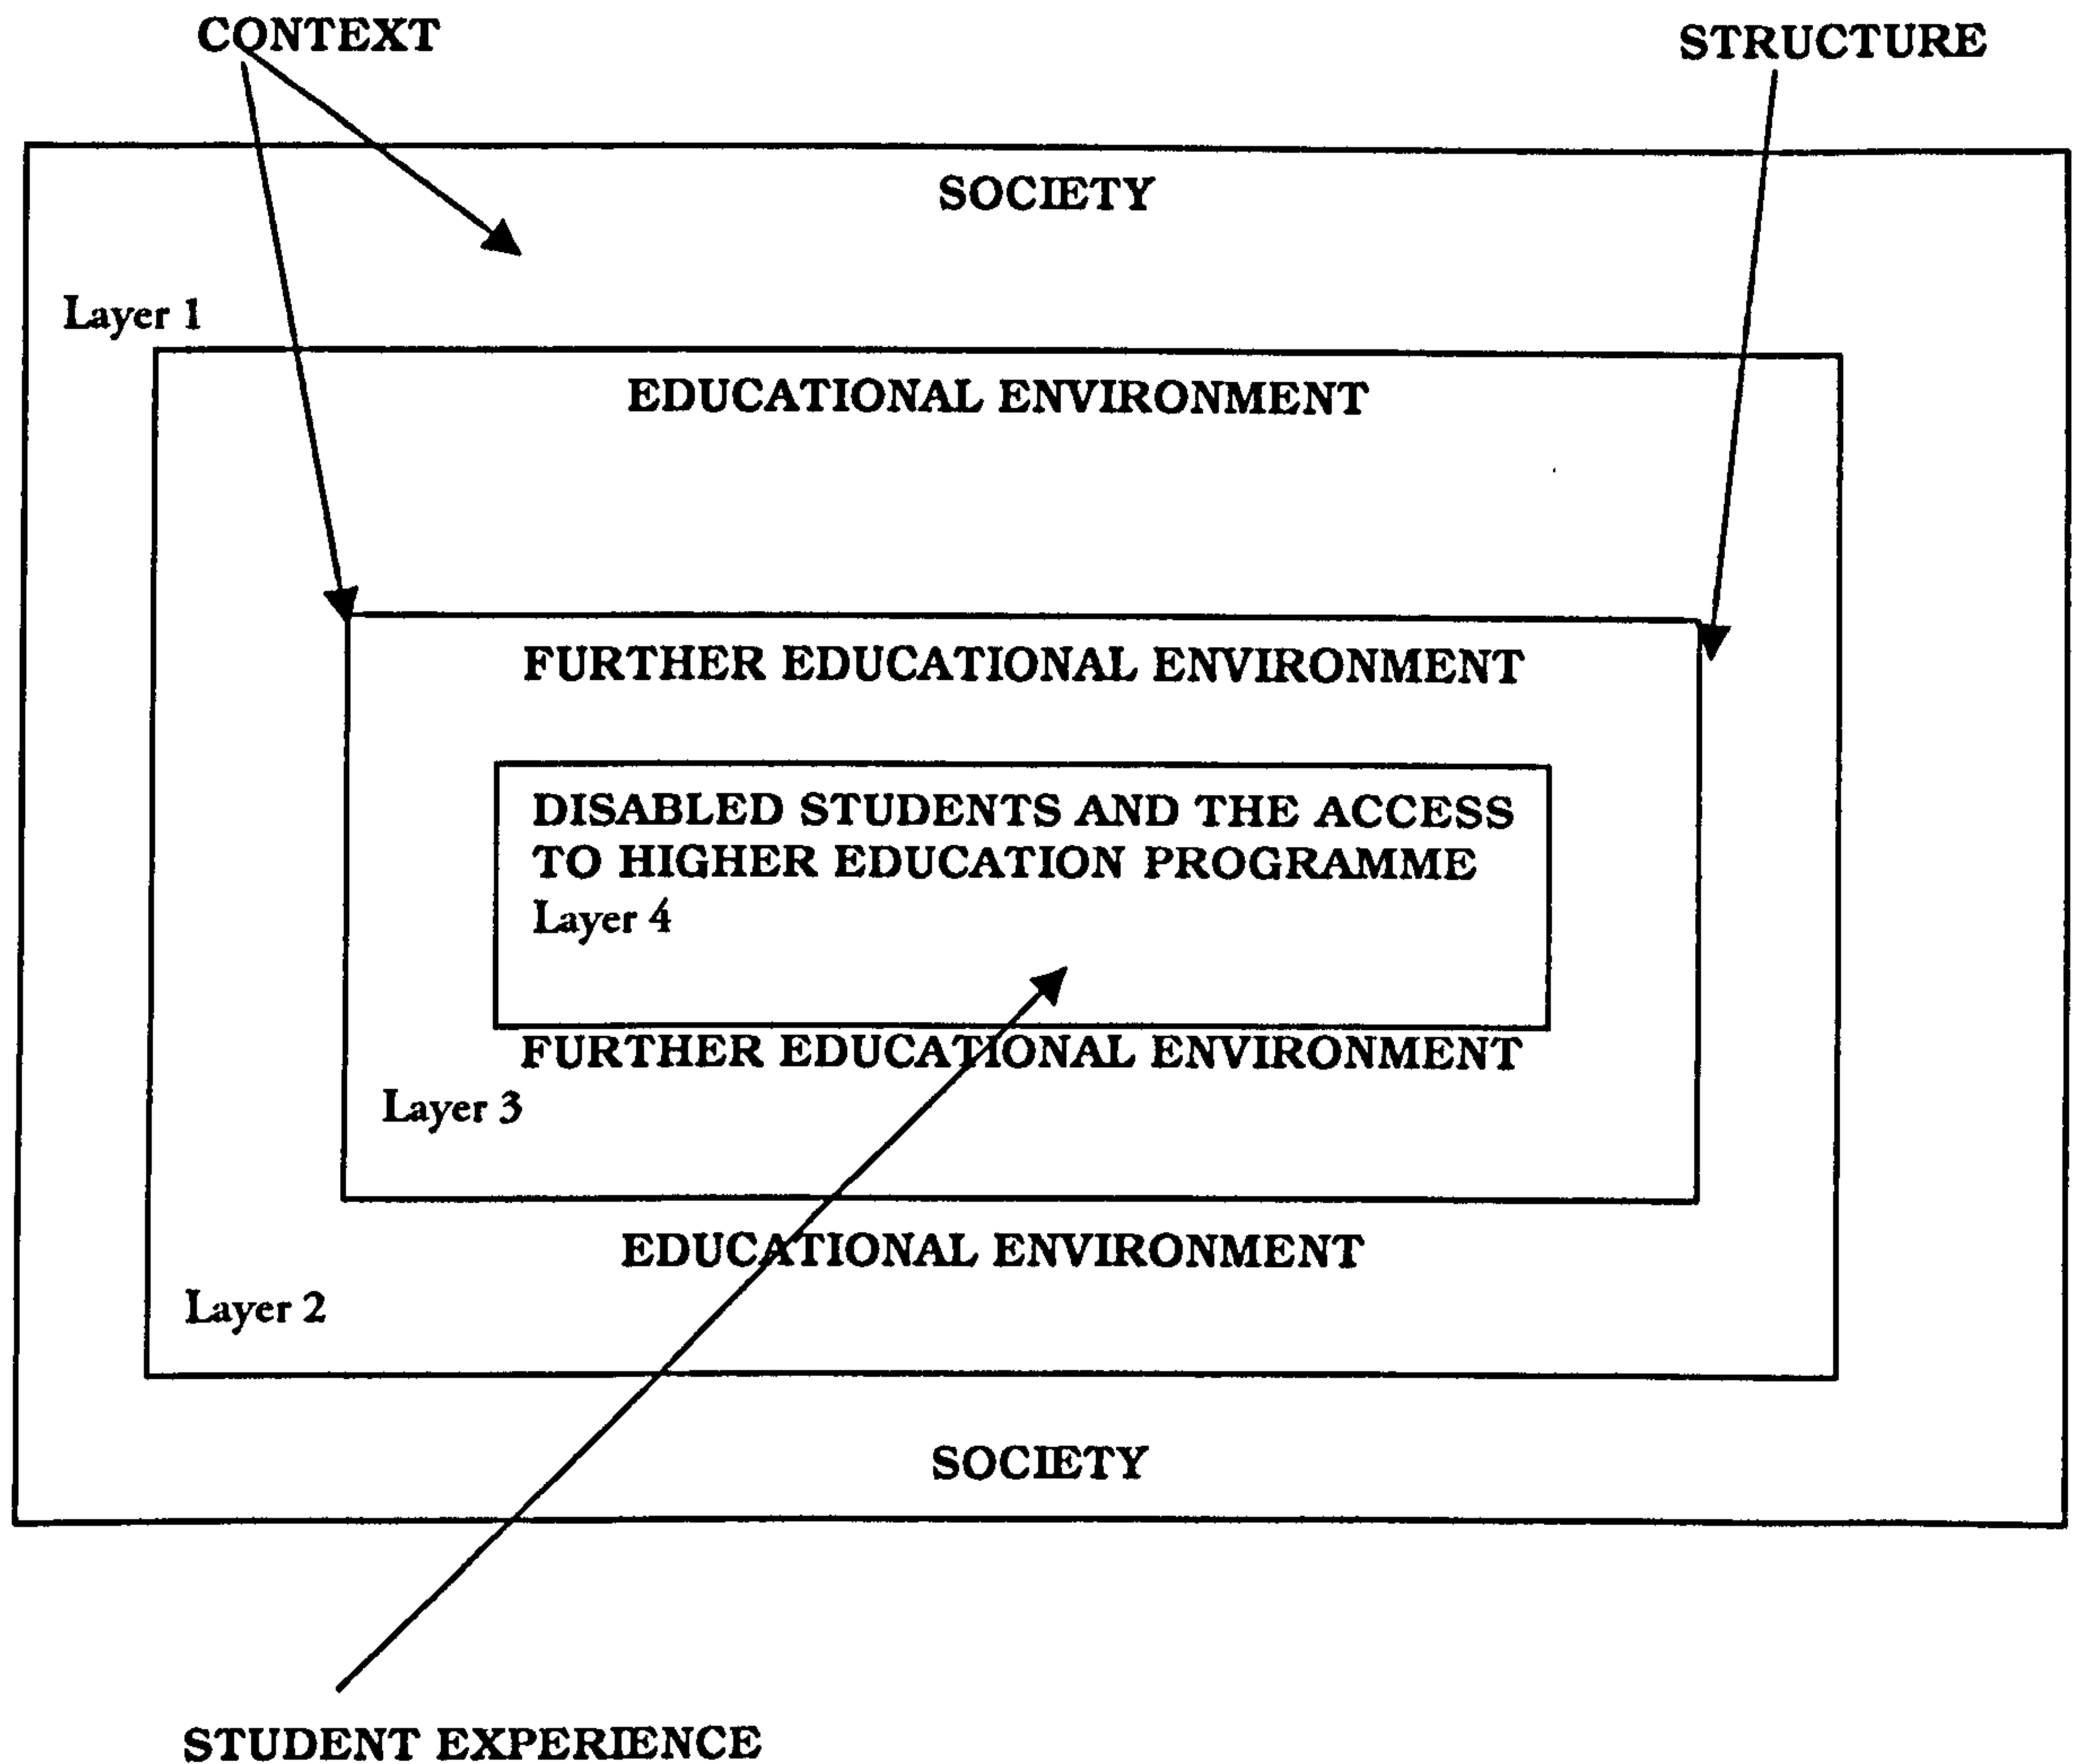 CONTEXT
STRUCTURE
SOCIETY
Layer 1
EDUCATIONAL ENVIRONMENT
FURTHER EDUCATIONAL ENVIRONMENT
DISABLED STUDENTS AND THE ACCESS
TO HIGHER EDUCATION PROGRAMME
Layer 4
FURTHER EDUCATIONAL ENVIRONMENT
Layer 3
EDUCATIONAL ENVIRONMENT
Layer 2
SOCIETY
STUDENT EXPERIENCE